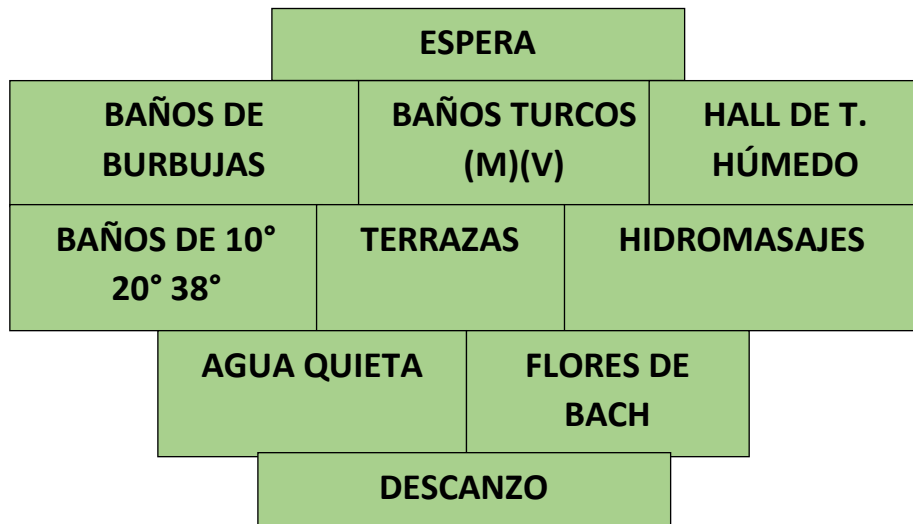 ESPERA
BAÑOS DE
BURBUJAS
BAÑOS TURCOS
(M)(V)
HALL DE T.
HÚMEDO
BAÑOS DE 10°
20° 38°
TERRAZAS
HIDROMASAJES
AGUA QUIETA
FLORES DE
BACH
DESCANZO